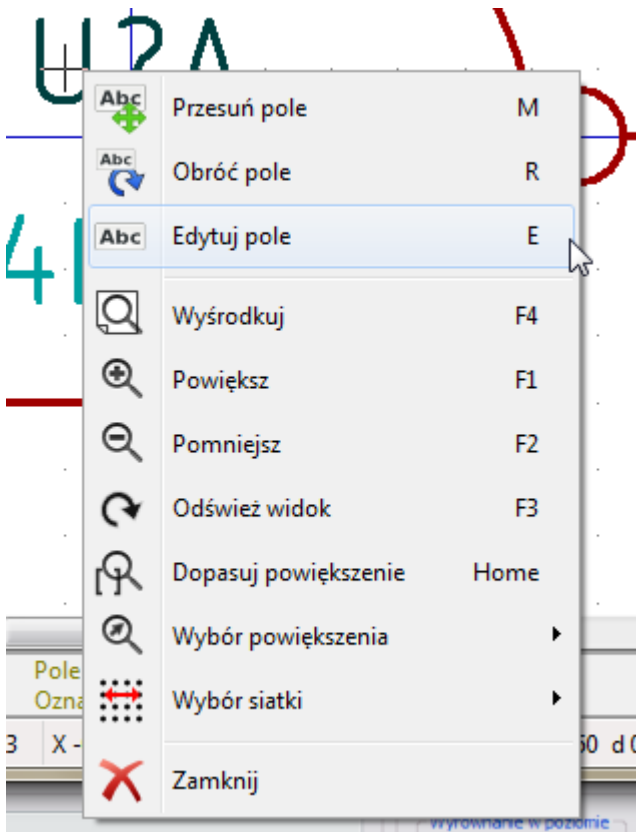 U?A
Abc Przesuń pole M
Abc Obróć pole R
Abc Edytuj pole E
4
Wyśrodkuj F4
Powiększ F1
Pomniejsz F2
Odśwież widok F3
Dopasuj powiększenie Home
Wybór powiększenia
Pole
Wybór siatki
Ozna
3 X -
Zamknij
Wyrównanie w poziomie